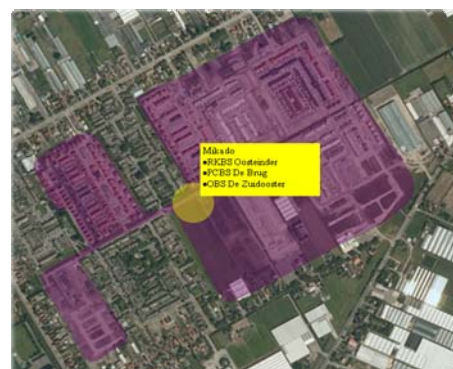 Mikado
•RKBS Oosteinder
•PCBS De Brug
•OBS De Zuidooster